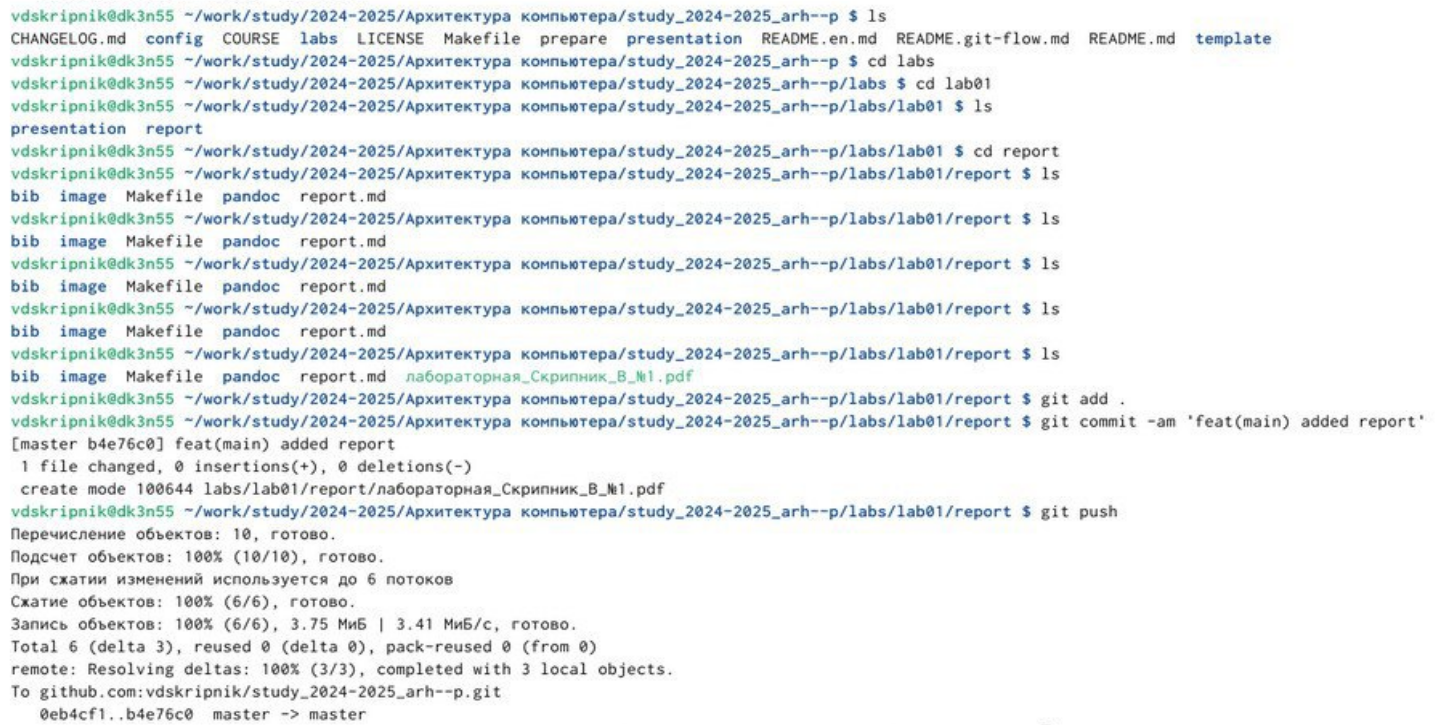 vdskripnik@dk3n55 ~/work/study/2024-2025/Архитектура компьютера/study_2024-2025_arh--p $ ls
CHANGELOG.md config COURSE labs LICENSE Makefile prepare presentation README.en.md README.git-flow.md README.md template
vdskripnik@dk3n55 ~/work/study/2024-2025/Архитектура компьютера/study_2024-2025_arh--p $ cd labs
vdskripnik@dk3n55 ~/work/study/2024-2025/Архитектура компьютера/study_2024-2025_arh--p/labs $ cd lab01
vdskripnik@dk3n55 ~/work/study/2024-2025/Архитектура компьютера/study_2024-2025_arh--p/labs/lab01 $ ls
presentation report
vdskripnik@dk3n55 ~/work/study/2024-2025/Архитектура компьютера/study_2024-2025_arh--p/labs/lab01 $ cd report
vdskripnik@dk3n55 ~/work/study/2024-2025/Архитектура компьютера/study_2024-2025_arh--p/labs/lab01/report $ ls
bib image Makefile pandoc report.md
vdskripnik@dk3n55 ~/work/study/2024-2025/Архитектура компьютера/study_2024-2025_arh--p/labs/lab01/report $ ls
bib image Makefile pandoc report.md
vdskripnik@dk3n55 ~/work/study/2024-2025/Архитектура компьютера/study_2024-2025_arh--p/labs/lab01/report $ ls
bib image Makefile pandoc report.md
vdskripnik@dk3n55 ~/work/study/2024-2025/Архитектура компьютера/study_2024-2025_arh--p/labs/lab01/report $ ls
bib image Makefile pandoc report.md
vdskripnik@dk3n55 ~/work/study/2024-2025/Архитектура компьютера/study_2024-2025_arh--p/labs/lab01/report $ ls
bib image Makefile pandoc report.md лабораторная_Скрипник_В_№1.pdf
vdskripnik@dk3n55 ~/work/study/2024-2025/Архитектура компьютера/study_2024-2025_arh--p/labs/lab01/report $ git add .
vdskripnik@dk3n55 ~/work/study/2024-2025/Архитектура компьютера/study_2024-2025_arh--p/labs/lab01/report $ git commit -am 'feat(main) added report'
[master b4e76c0] feat(main) added report
1 file changed, 0 insertions(+), 0 deletions(-)
create mode 100644 labs/lab01/report/лабораторная_Скрипник_В_№1.pdf
vdskripnik@dk3n55 ~/work/study/2024-2025/Архитектура компьютера/study_2024-2025_arh--p/labs/lab01/report $ git push
Перечисление объектов: 10, готово.
Подсчет объектов: 100% (10/10), готово.
При сжатии изменений используется до 6 потоков
Сжатие объектов: 100% (6/6), готово.
Запись объектов: 100% (6/6), 3.75 МиБ | 3.41 МиБ/с, готово.
Total 6 (delta 3), reused 0 (delta 0), pack-reused 0 (from 0)
remote: Resolving deltas: 100% (3/3), completed with 3 local objects.
To github.com:vdskripnik/study_2024-2025_arh--p.git
0eb4cf1..b4e76c0 master -> master